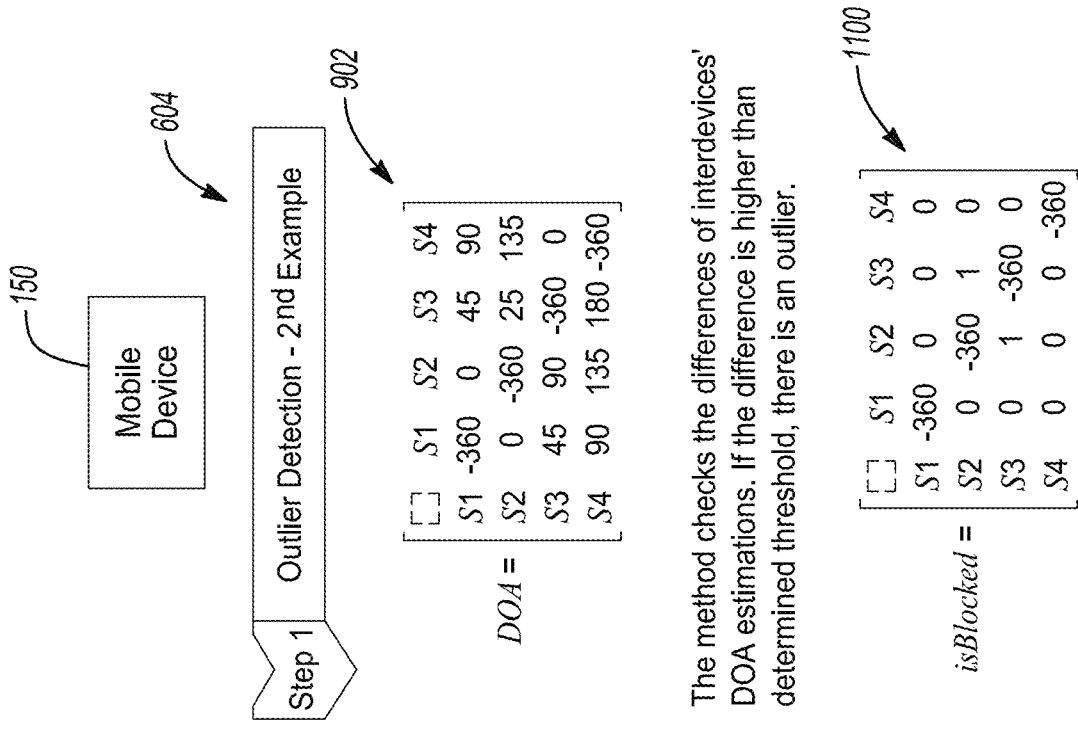 150
Mobile
Device
604
Step 1
Outlier Detection - 2nd Example
902
DOA =
S1 S2 S3 S4
S1 -360 0 45 90
S2 0 -360 25 135
S3 45 90 -360 0
S4 90 135 180 -360
The method checks the differences of interdevices'
DOA estimations. If the difference is higher than
determined threshold, there is an outlier.
1100
isBlocked =
S1 S2 S3 S4
S1 -360 0 0 0
S2 0 -360 1 0
S3 0 1 -360 0
S4 0 0 0 -360